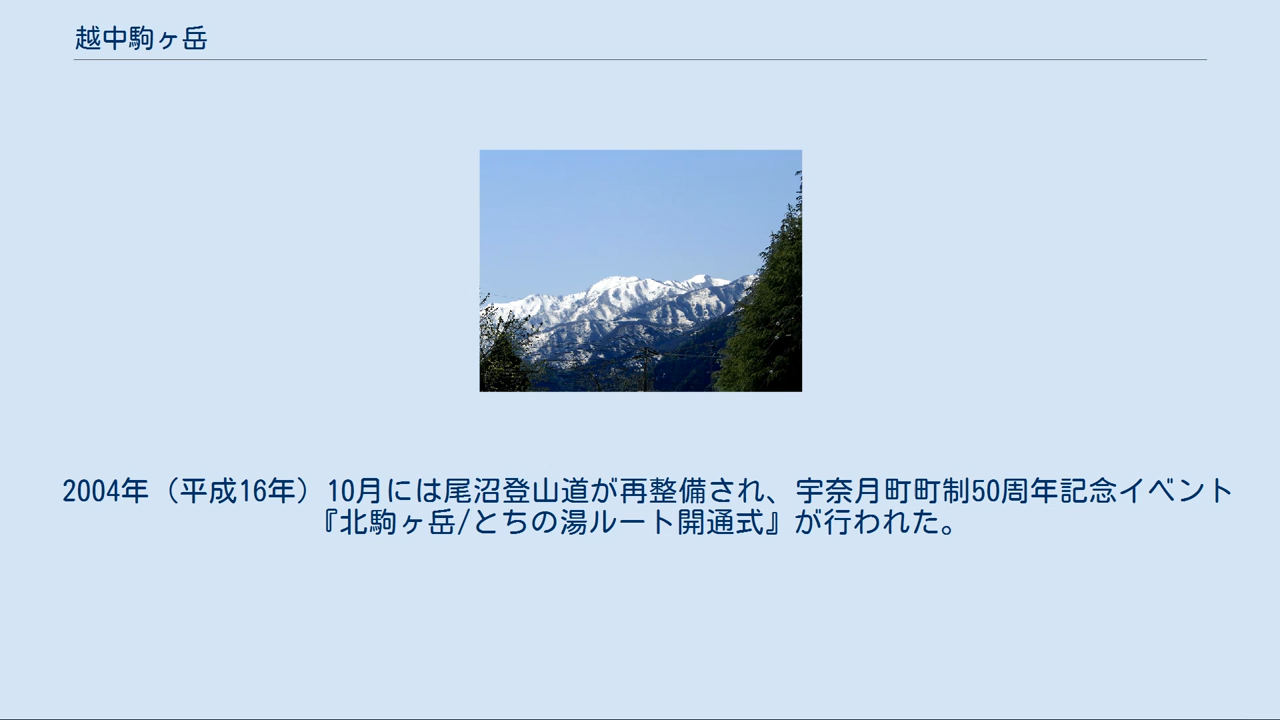 越中駒ヶ岳
2004年（平成16年）10月には尾沼登山道が再整備され、宇奈月町町制50周年記念イベント
『北駒ヶ岳/とちの湯ルート開通式』が行われた。